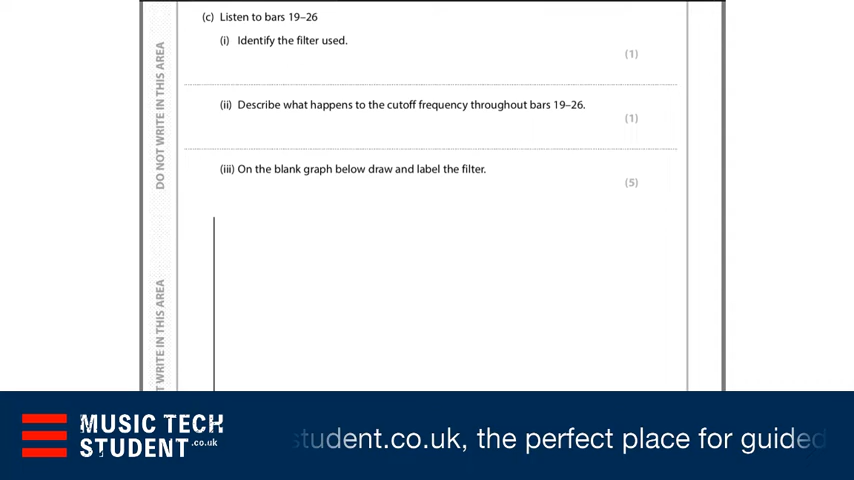 (c) Listen to bars 19–26
(i) Identify the filter used.
(1)
(ii) Describe what happens to the cutoff frequency throughout bars 19–26.
(1)
(iii) On the blank graph below draw and label the filter.
(5)
DO NOT WRITE IN THIS AREA
T WRITE IN THIS AREA
MUSIC TECH
STUDENT.co.uk
student.co.uk, the perfect place for guided